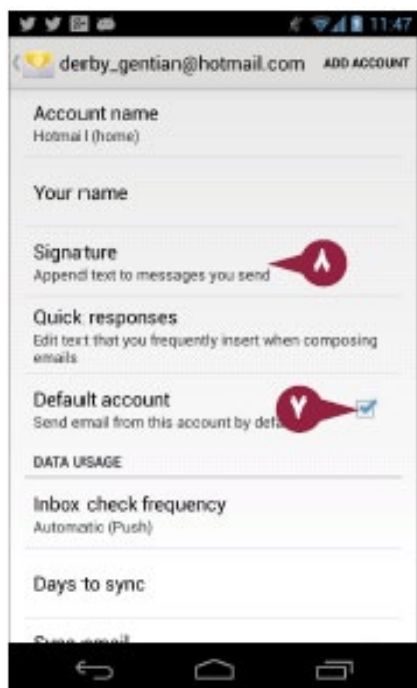 11:47
derby_gentian@hotmail.com ADD ACCOUNT
Account name
Hotmail (home)
Your name
Signature
Append text to messages you send
٨
Quick responses
Edit text that you frequently insert when composing
emails
Default account
Send email from this account by
٧
DATA USAGE
Inbox check frequency
Automatic (Push)
Days to sync